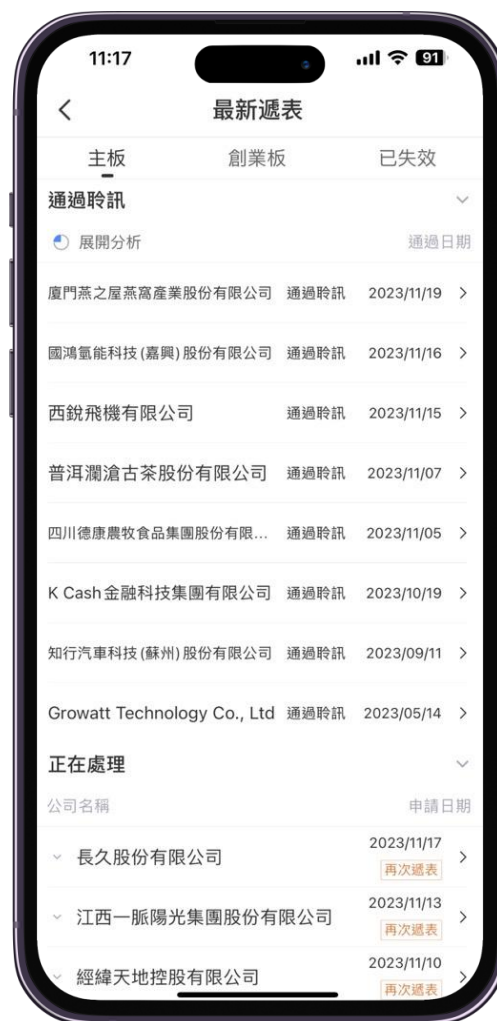 11:17 91
最新遞表
主板 創業板 已失效
通過聆訊
展開分析 通過日期
廈門燕之屋燕窩產業股份有限公司 通過聆訊 2023/11/19
國鴻氫能科技(嘉興)股份有限公司 通過聆訊 2023/11/16
西銳飛機有限公司 通過聆訊 2023/11/15
普洱瀾滄古茶股份有限公司 通過聆訊 2023/11/07
四川德康農牧食品集團股份有限... 通過聆訊 2023/11/05
K Cash金融科技集團有限公司 通過聆訊 2023/10/19
知行汽車科技(蘇州)股份有限公司 通過聆訊 2023/09/11
Growatt Technology Co., Ltd 通過聆訊 2023/05/14
正在處理
公司名稱 申請日期
長久股份有限公司 2023/11/17
再次遞表
江西一脈陽光集團股份有限公司 2023/11/13
再次遞表
經緯天地控股有限公司 2023/11/10
再次遞表